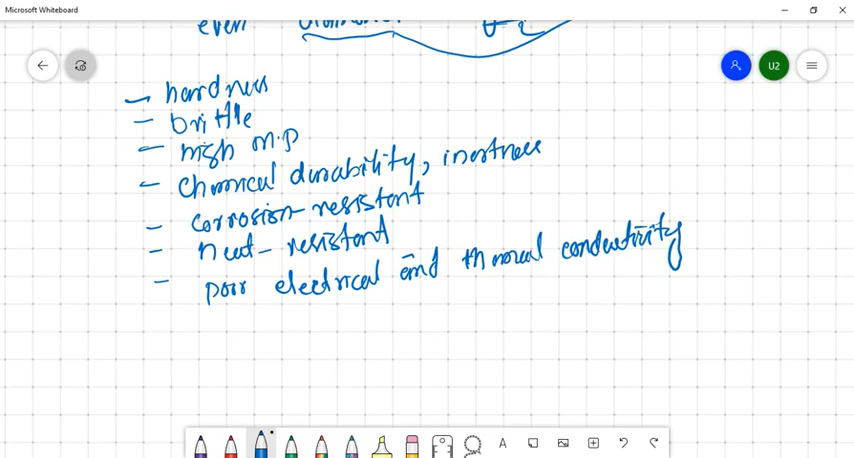 Microsoft Whiteboard
even
U2
- hardness
- brittle
- high m.p
- chemical durability, inertness
- corrosion-resistant
- heat-resistant
- poor electrical and thermal conductivity
A